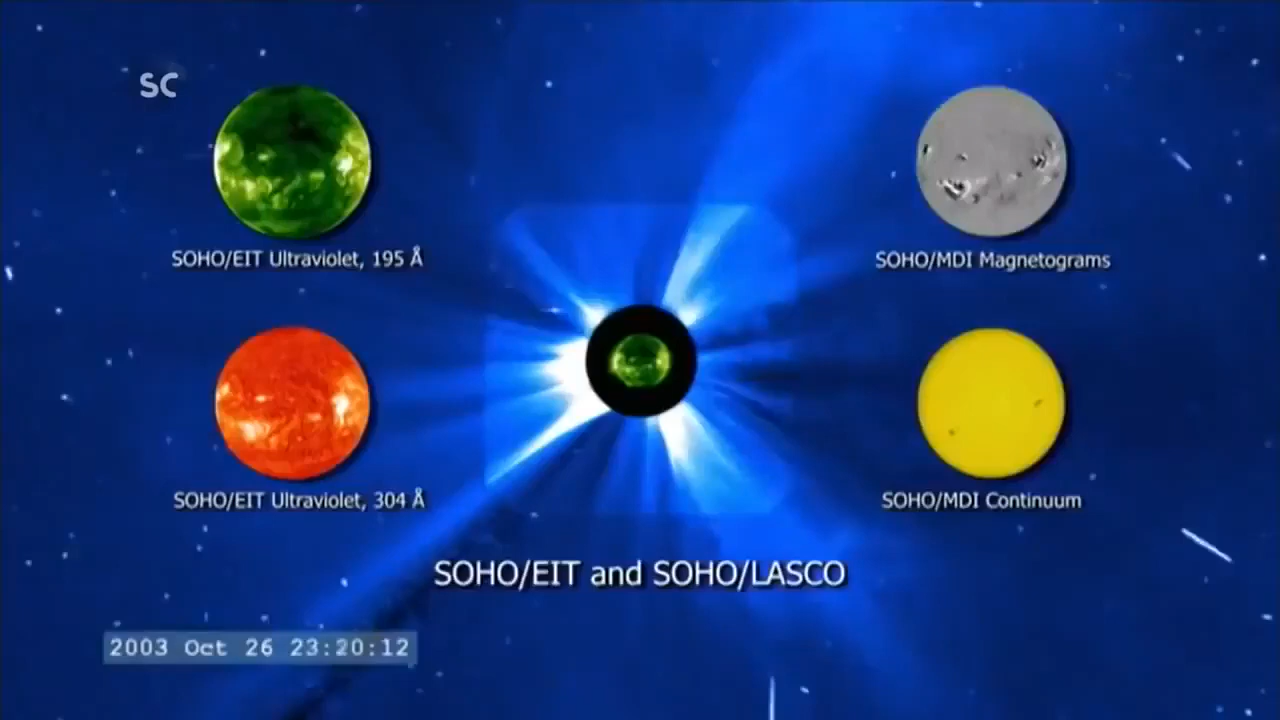 SC
SOHO/EIT Ultraviolet, 195 Å
SOHO/MDI Magnetograms
SOHO/EIT Ultraviolet, 304 Å
SOHO/MDI Continuum
SOHO/EIT and SOHO/LASCO
2003 Oct 26 23:20:12